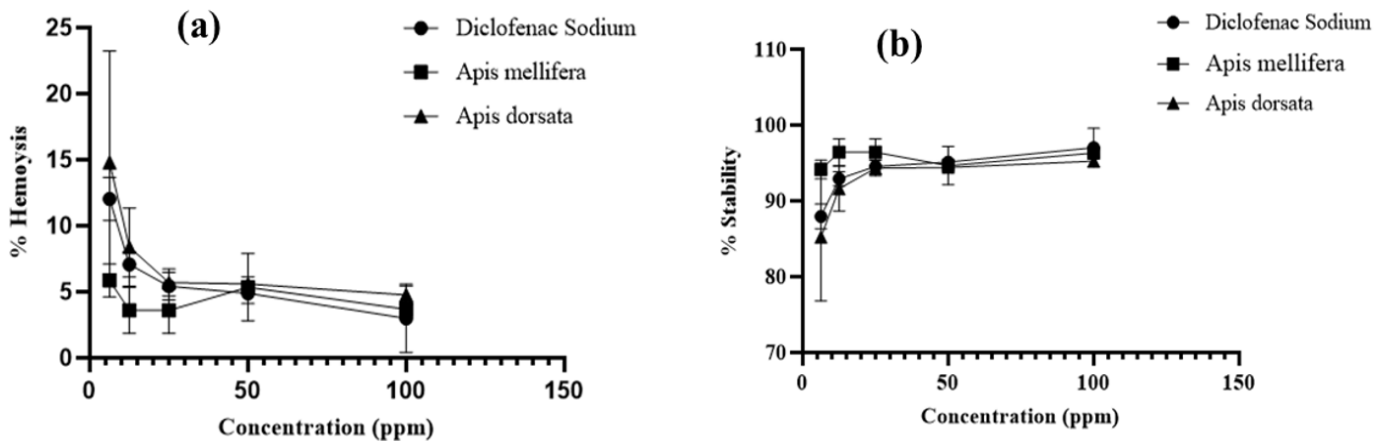 (a)
Diclofenac Sodium
Apis mellifera
Apis dorsata
% Hemoysis
25
20
15
10
5
0
0 50 100 150
Concentration (ppm)
(b)
Diclofenac Sodium
Apis mellifera
Apis dorsata
% Stability
110
100
90
80
70
0 50 100 150
Concentration (ppm)